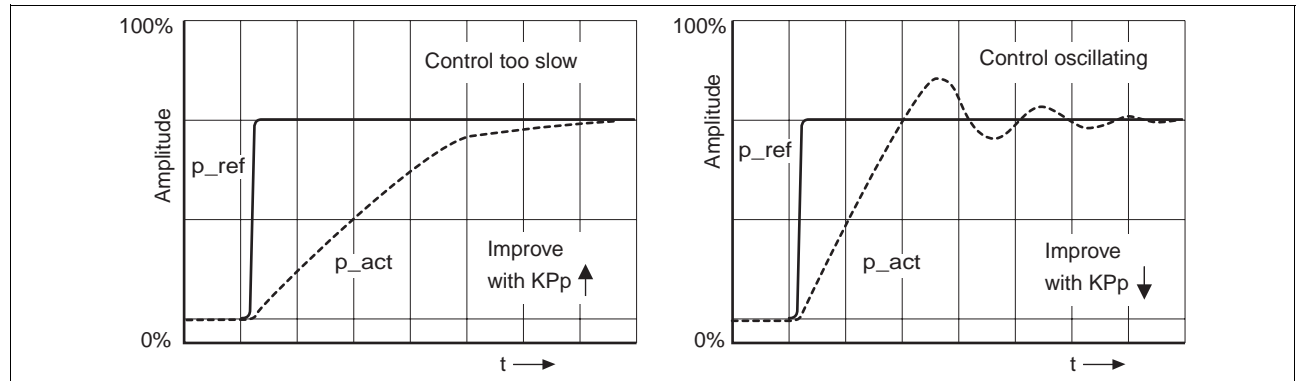 100%
Control too slow
Amplitude
p_ref
p_act
Improve
with KPp
0%
t
100%
Control oscillating
Amplitude
p_ref
p_act
Improve
with KPp
0%
t